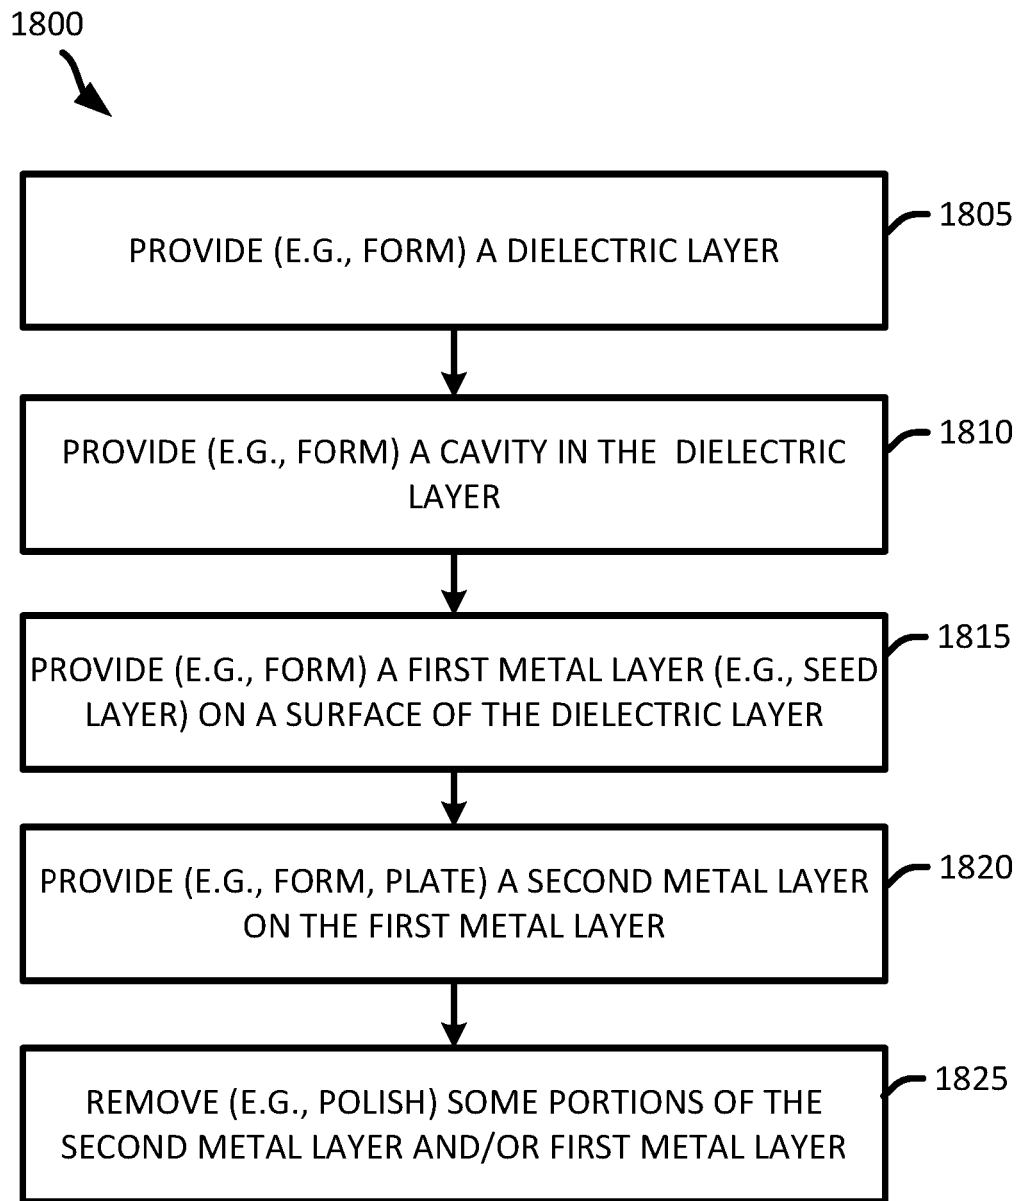 1800
PROVIDE (E.G., FORM) A DIELECTRIC LAYER
1805
PROVIDE (E.G., FORM) A CAVITY IN THE DIELECTRIC
LAYER
1810
PROVIDE (E.G., FORM) A FIRST METAL LAYER (E.G., SEED
LAYER) ON A SURFACE OF THE DIELECTRIC LAYER
1815
PROVIDE (E.G., FORM, PLATE) A SECOND METAL LAYER
ON THE FIRST METAL LAYER
1820
REMOVE (E.G., POLISH) SOME PORTIONS OF THE
SECOND METAL LAYER AND/OR FIRST METAL LAYER
1825